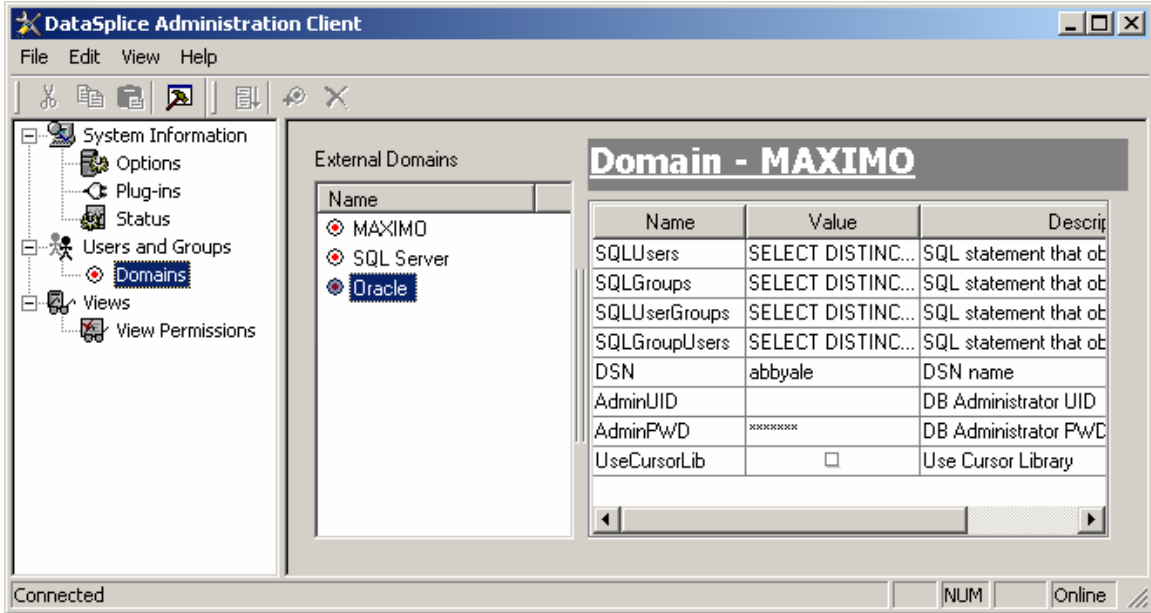 DataSplice Administration Client
File Edit View Help
System Information
Options
Plug-ins
Status
Users and Groups
Domains
Views
View Permissions
External Domains
Name
MAXIMO
SQL Server
Oracle
Domain - MAXIMO
Name Value Descrip
SQLUsers SELECT DISTINC... SQL statement that ob
SQLGroups SELECT DISTINC... SQL statement that ob
SQLUserGroups SELECT DISTINC... SQL statement that ob
SQLGroupUsers SELECT DISTINC... SQL statement that ob
DSN abbyale DSN name
AdminUID DB Administrator UID
AdminPWD ******* DB Administrator PWD
UseCursorLib Use Cursor Library
Connected NUM Online